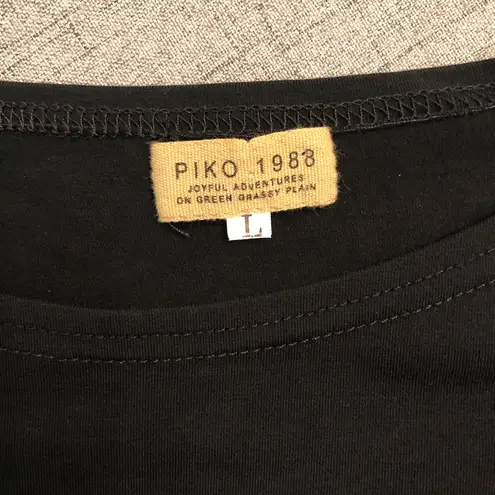 PIKO 1988
JOYFUL ADVENTURES
ON GREEN GRASSY PLAIN
L